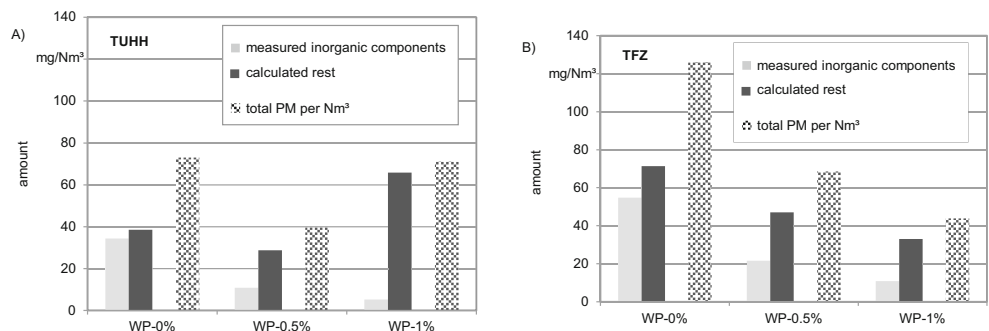 A)
140
TUHH
mg/Nm³
100
80
60
40
20
0
amount
measured inorganic components
calculated rest
total PM per Nm³
WP-0% WP-0.5% WP-1%
B)
140
TFZ
mg/Nm³
100
80
60
40
20
0
amount
measured inorganic components
calculated rest
total PM per Nm³
WP-0% WP-0.5% WP-1%